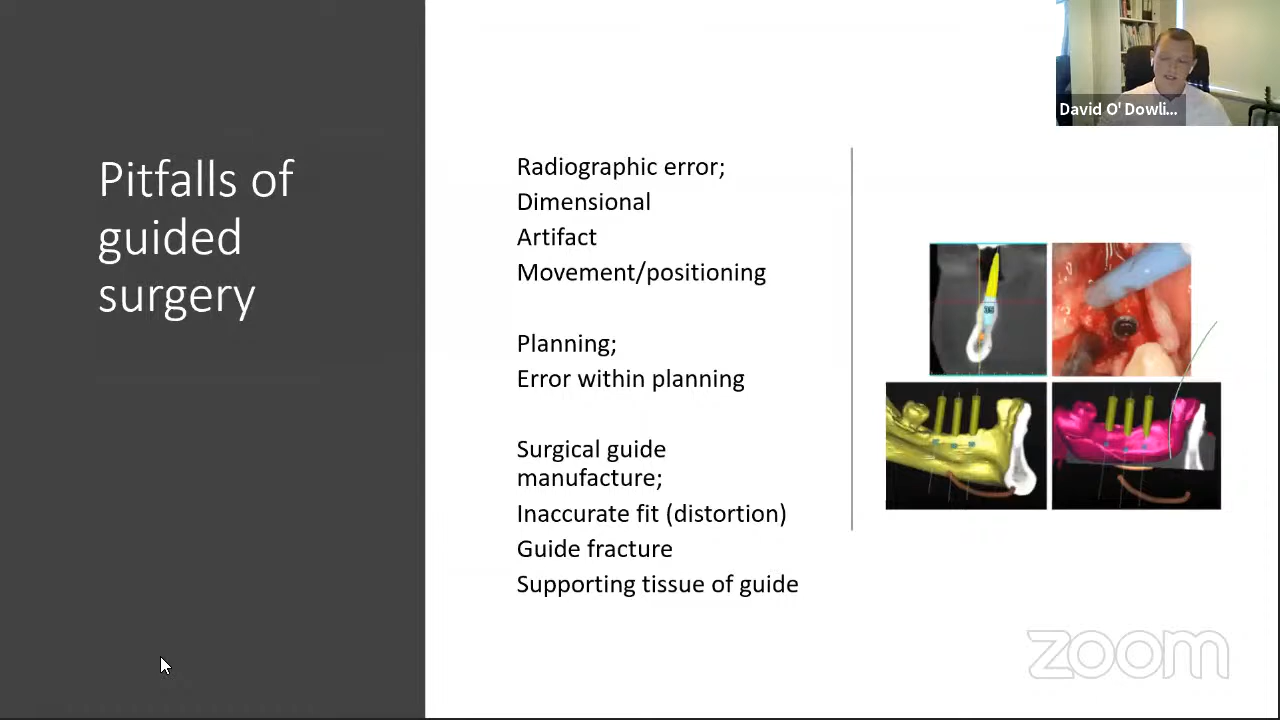 David O' Dowli...
Pitfalls of
guided
surgery
Radiographic error;
Dimensional
Artifact
Movement/positioning
Planning;
Error within planning
Surgical guide
manufacture;
Inaccurate fit (distortion)
Guide fracture
Supporting tissue of guide
zoom